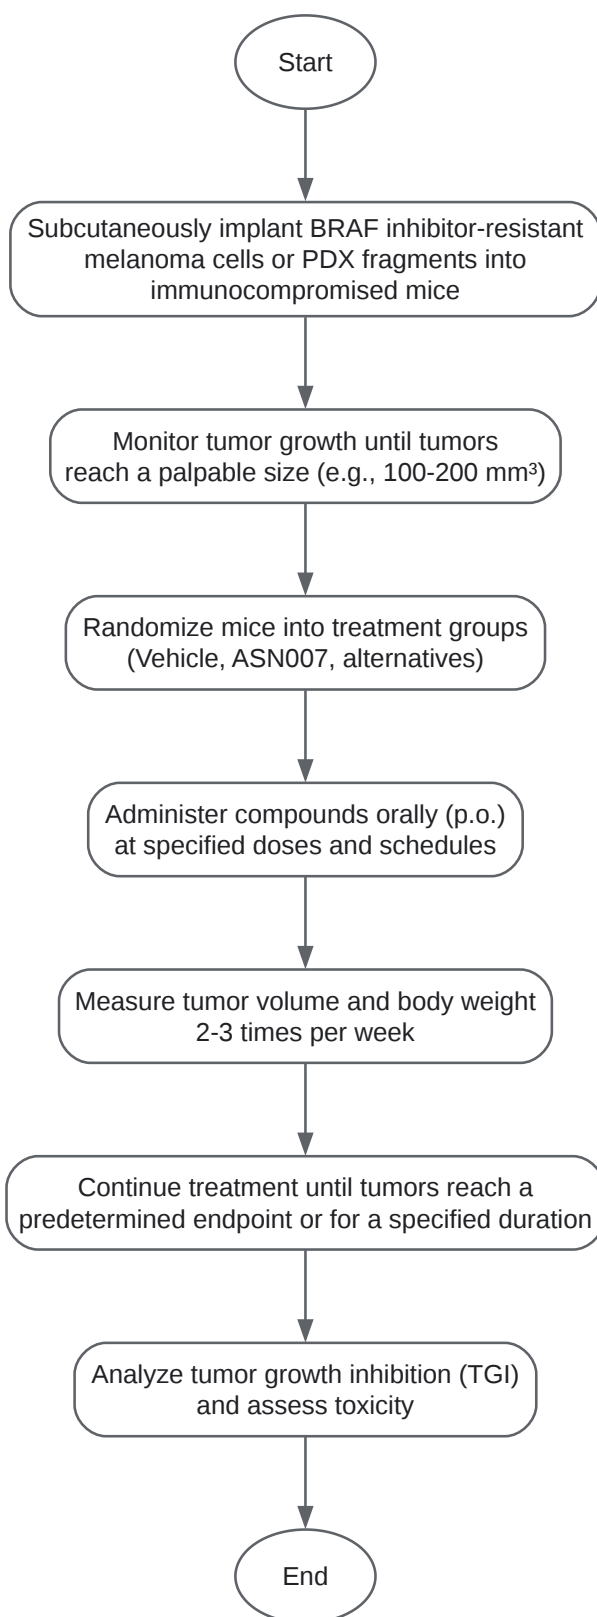 Start
Subcutaneously implant BRAF inhibitor-resistant
melanoma cells or PDX fragments into
immunocompromised mice
Monitor tumor growth until tumors
reach a palpable size (e.g., 100-200 mm³)
Randomize mice into treatment groups
(Vehicle, ASN007, alternatives)
Administer compounds orally (p.o.)
at specified doses and schedules
Measure tumor volume and body weight
2-3 times per week
Continue treatment until tumors reach a
predetermined endpoint or for a specified duration
Analyze tumor growth inhibition (TGI)
and assess toxicity
End